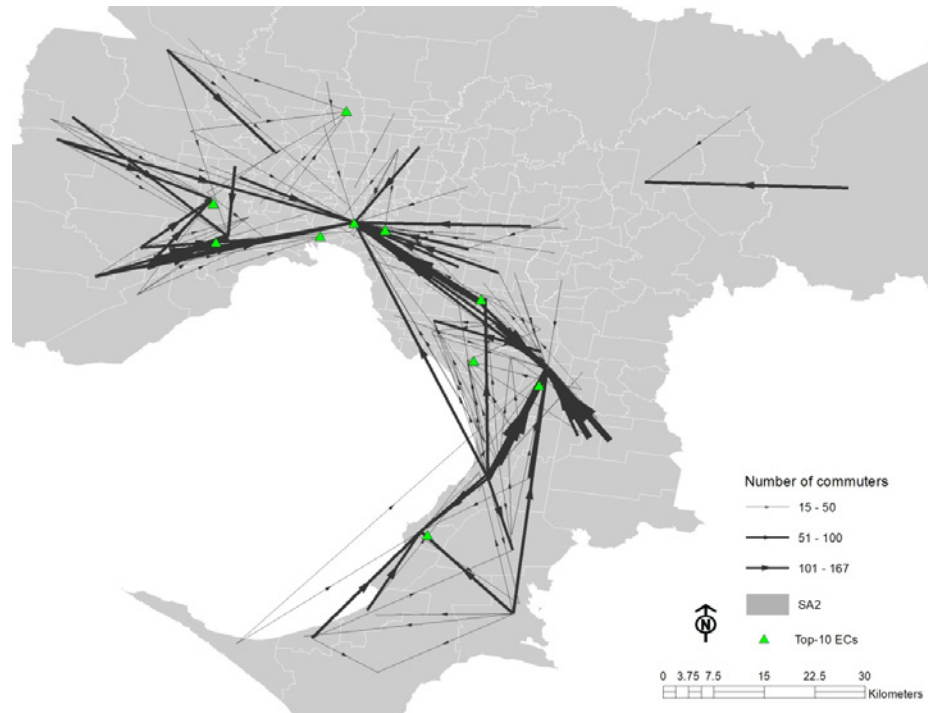 Number of commuters
15 - 50
51 - 100
101 - 167
SA2
N
Top-10 ECs
0 3.75 7.5 15 22.5 30
Kilometers